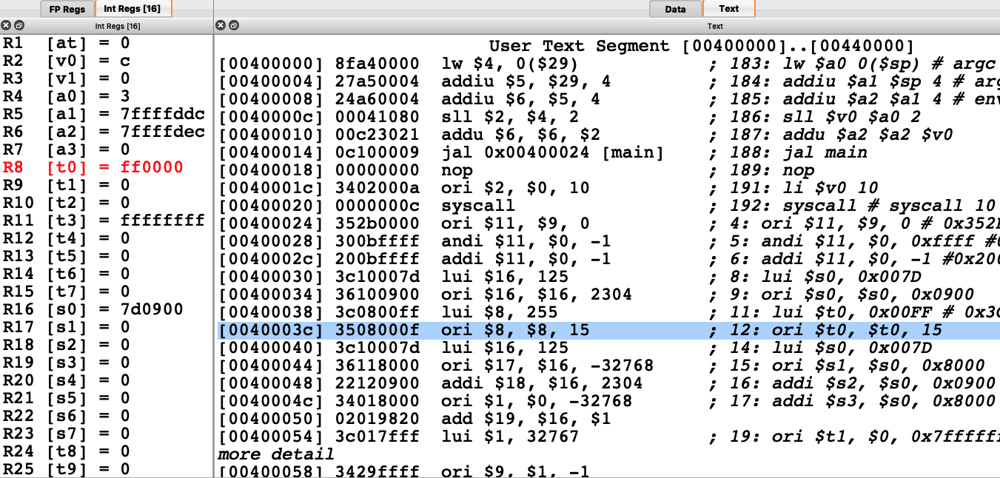 FP Regs Int Regs [16] Data Text
Int Regs [16] Text
R1 [at] = 0
R2 [v0] = c
R3 [v1] = 0
R4 [a0] = 3
R5 [a1] = 7ffffddc
R6 [a2] = 7ffffdec
R7 [a3] = 0
R8 [t0] = ff0000
R9 [t1] = 0
R10 [t2] = 0
R11 [t3] = ffffffff
R12 [t4] = 0
R13 [t5] = 0
R14 [t6] = 0
R15 [t7] = 0
R16 [s0] = 7d0900
R17 [s1] = 0
R18 [s2] = 0
R19 [s3] = 0
R20 [s4] = 0
R21 [s5] = 0
R22 [s6] = 0
R23 [s7] = 0
R24 [t8] = 0
R25 [t9] = 0
User Text Segment [00400000]..[00440000]
[00400000] 8fa40000 lw $4, 0($29) ; 183: lw $a0 0($sp) # argc
[00400004] 27a50004 addiu $5, $29, 4 ; 184: addiu $a1 $sp 4 # arg
[00400008] 24a60004 addiu $6, $5, 4 ; 185: addiu $a2 $a1 4 # env
[0040000c] 00041080 sll $2, $4, 2 ; 186: sll $v0 $a0 2
[00400010] 00c23021 addu $6, $6, $2 ; 187: addu $a2 $a2 $v0
[00400014] 0c100009 jal 0x00400024 [main] ; 188: jal main
[00400018] 00000000 nop ; 189: nop
[0040001c] 3402000a ori $2, $0, 10 ; 191: li $v0 10
[00400020] 0000000c syscall ; 192: syscall # syscall 10
[00400024] 352b0000 ori $11, $9, 0 ; 4: ori $11, $9, 0 # 0x352
[00400028] 300bffff andi $11, $0, -1 ; 5: andi $11, $0, 0xffff #0
[0040002c] 200bffff addi $11, $0, -1 ; 6: addi $11, $0, -1 #0x200
[00400030] 3c10007d lui $16, 125 ; 8: lui $s0, 0x007D
[00400034] 36100900 ori $16, $16, 2304 ; 9: ori $s0, $s0, 0x0900
[00400038] 3c0800ff lui $8, 255 ; 11: lui $t0, 0x00FF # 0x3C
[0040003c] 3508000f ori $8, $8, 15 ; 12: ori $t0, $t0, 15
[00400040] 3c10007d lui $16, 125 ; 14: lui $s0, 0x007D
[00400044] 36118000 ori $17, $16, -32768 ; 15: ori $s1, $s0, 0x8000
[00400048] 22120900 addi $18, $16, 2304 ; 16: addi $s2, $s0, 0x0900
[0040004c] 34018000 ori $1, $0, -32768 ; 17: addi $s3, $s0, 0x8000
[00400050] 02019820 add $19, $16, $1
[00400054] 3c017fff lui $1, 32767 ; 19: ori $t1, $0, 0x7ffffff
more detail
[00400058] 3429ffff ori $9, $1, -1